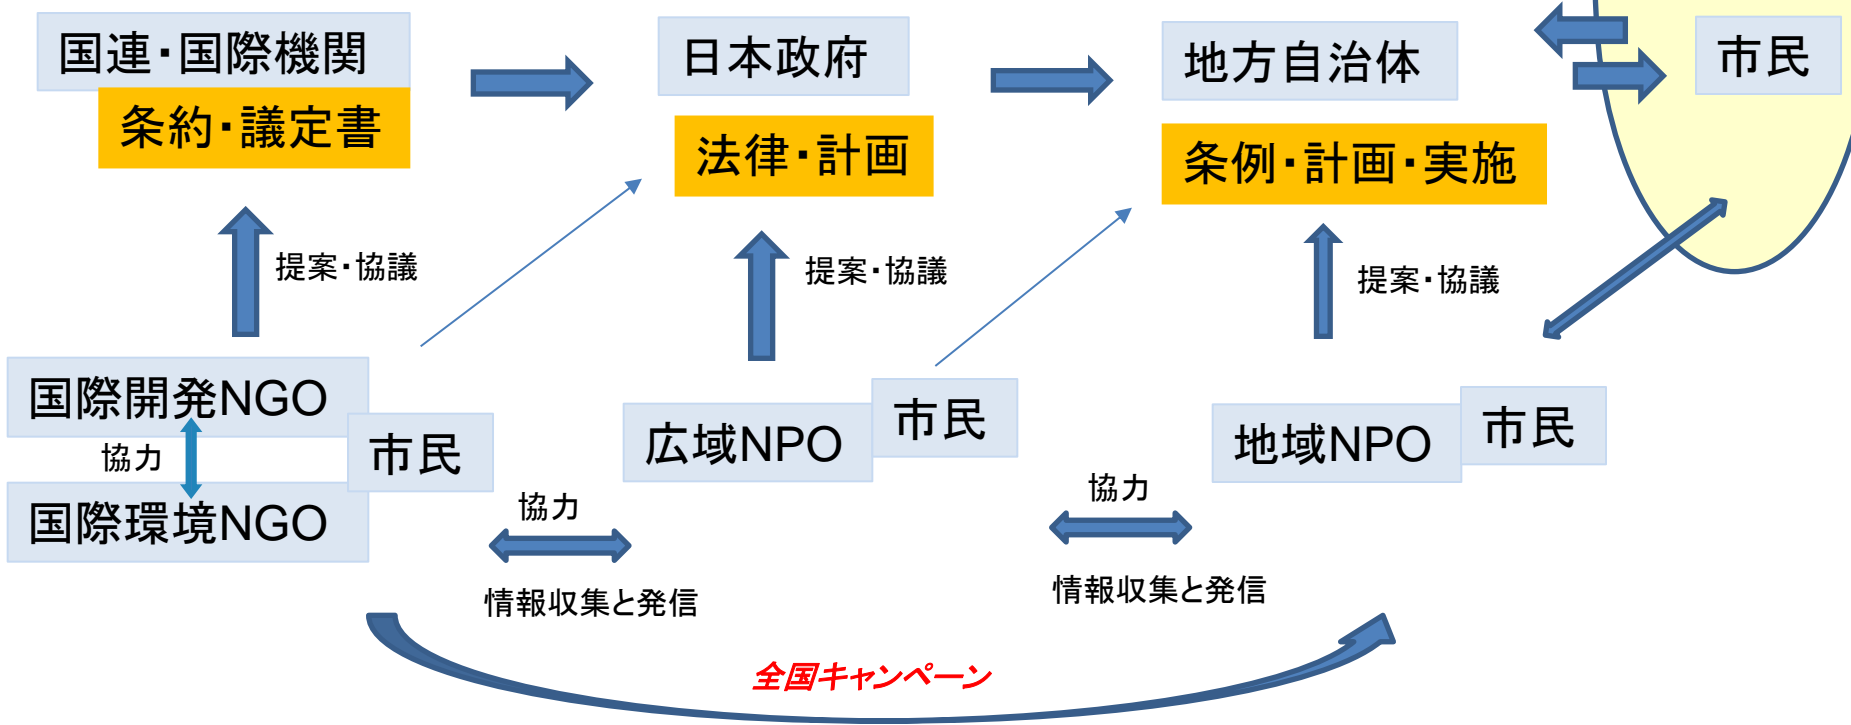 国連・国際機関
条約・議定書
日本政府
法律・計画
地方自治体
条例・計画・実施
市民
提案・協議
提案・協議
提案・協議
国際開発NGO
協力
国際環境NGO
市民
広域NPO
市民
地域NPO
市民
協力
情報収集と発信
協力
情報収集と発信
全国キャンペーン